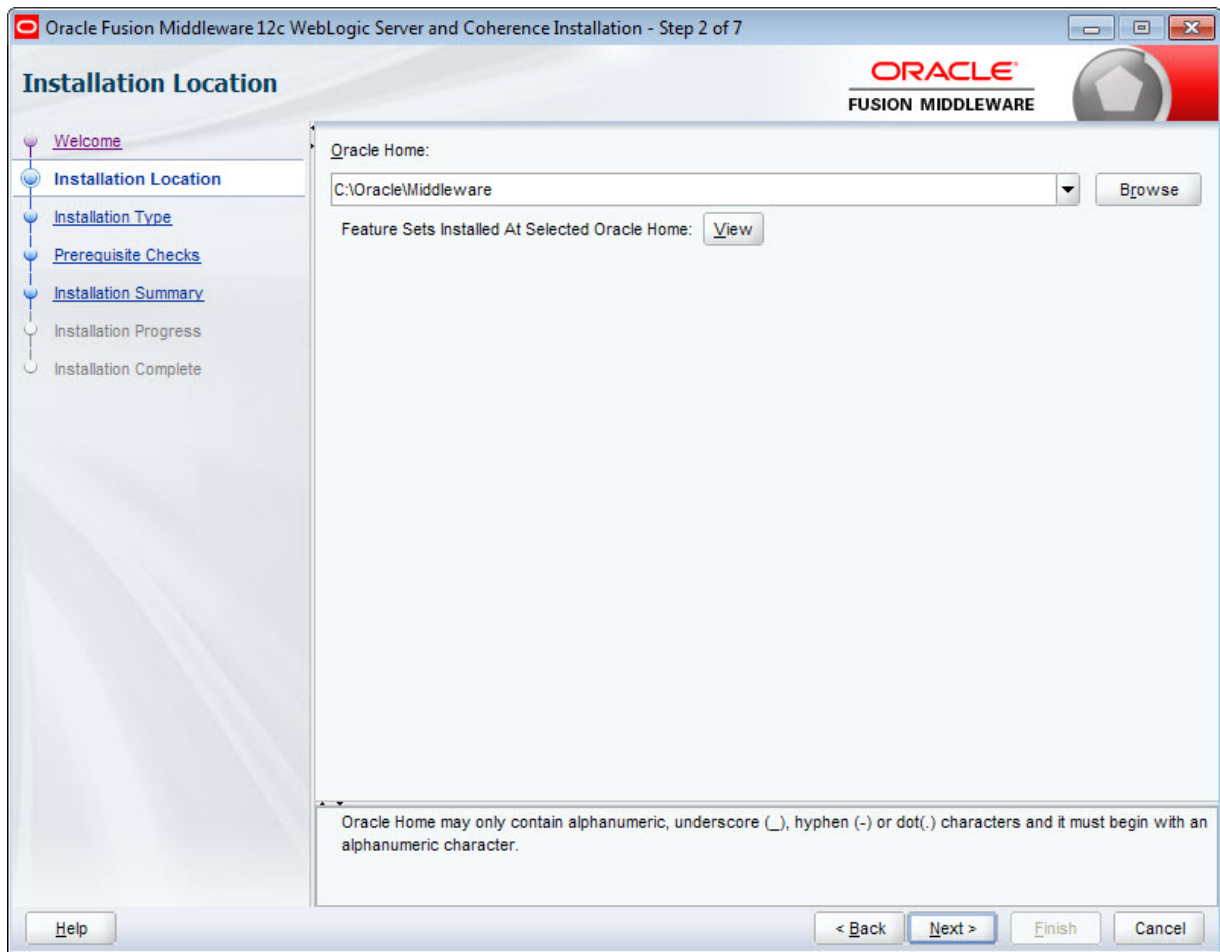 Oracle Fusion Middleware 12c WebLogic Server and Coherence Installation - Step 2 of 7
Installation Location
ORACLE®
FUSION MIDDLEWARE
Welcome
Installation Location
Installation Type
Prerequisite Checks
Installation Summary
Installation Progress
Installation Complete
Oracle Home:
C:\Oracle\Middleware
Browse
Feature Sets Installed At Selected Oracle Home: View
Oracle Home may only contain alphanumeric, underscore (_), hyphen (-) or dot(.) characters and it must begin with an
alphanumeric character.
Help
< Back
Next >
Finish
Cancel